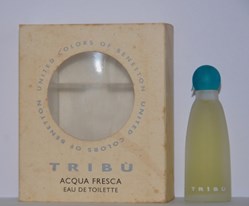 UNITED COLORS OF BENETTON UNITED COLORS OF BENETTON
TRIBÙ
ACQUA FRESCA
EAU DE TOILETTE
TRIBÙ